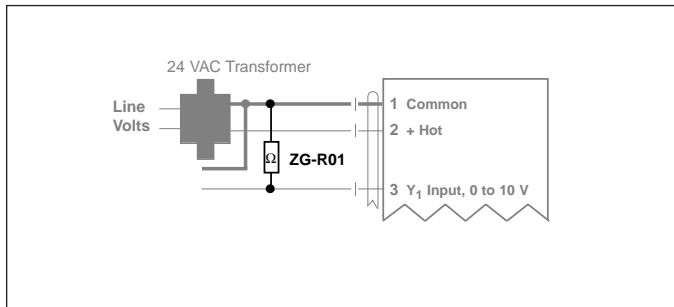 24 VAC Transformer
Line
Volts
1 Common
2 + Hot
Ω ZG-R01
3 Y₁ Input, 0 to 10 V